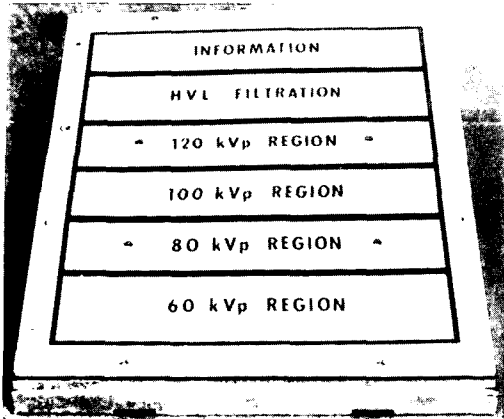 INFORMATION
HVL FILTRATION
120 kVp REGION
100 kVp REGION
80 kVp REGION
60 kVp REGION